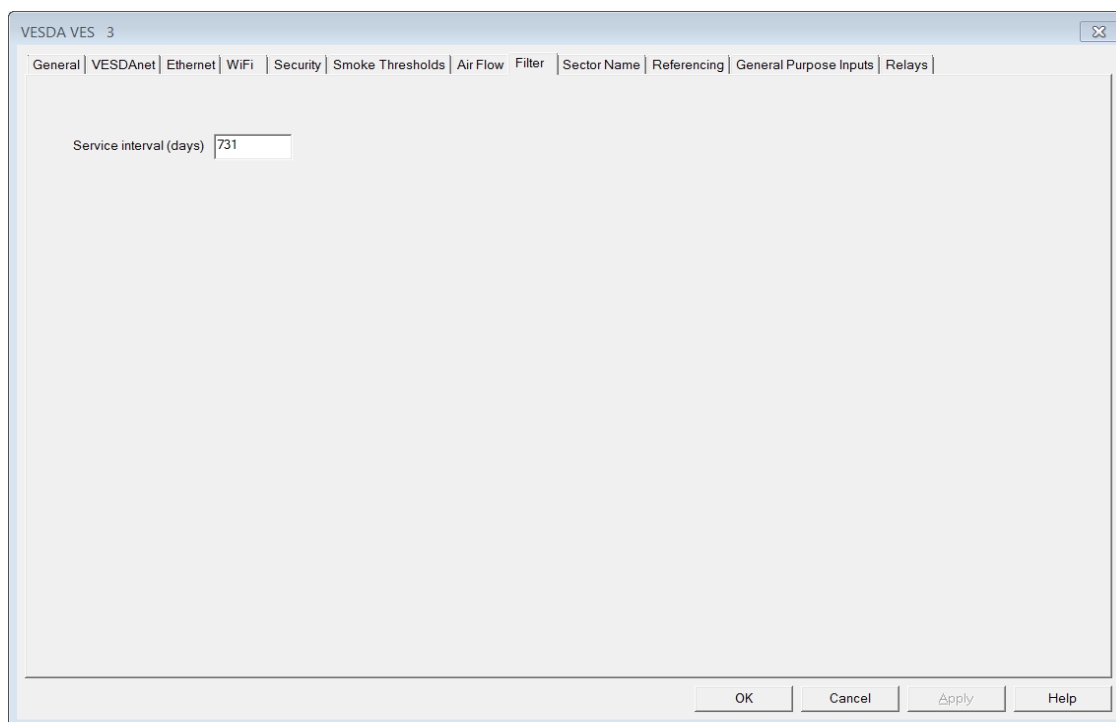 VESDA VES 3
General VESDAnet Ethernet WiFi Security Smoke Thresholds Air Flow Filter Sector Name Referencing General Purpose Inputs Relays
Service interval (days) 731
OK Cancel Apply Help